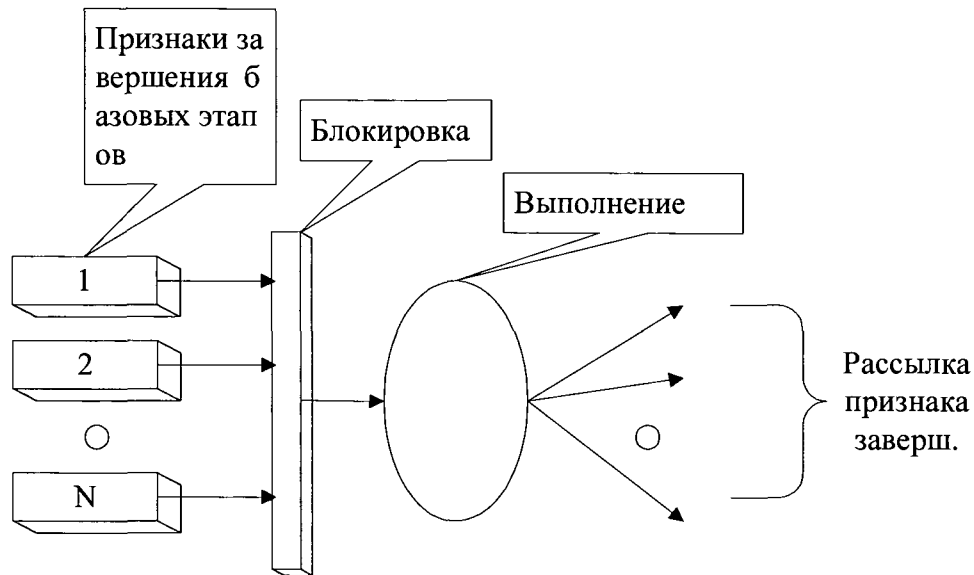 Признаки за
вершения б
азовых этап
ов
Блокировка
Выполнение
1
2
N
Рассылка
признака
заверш.